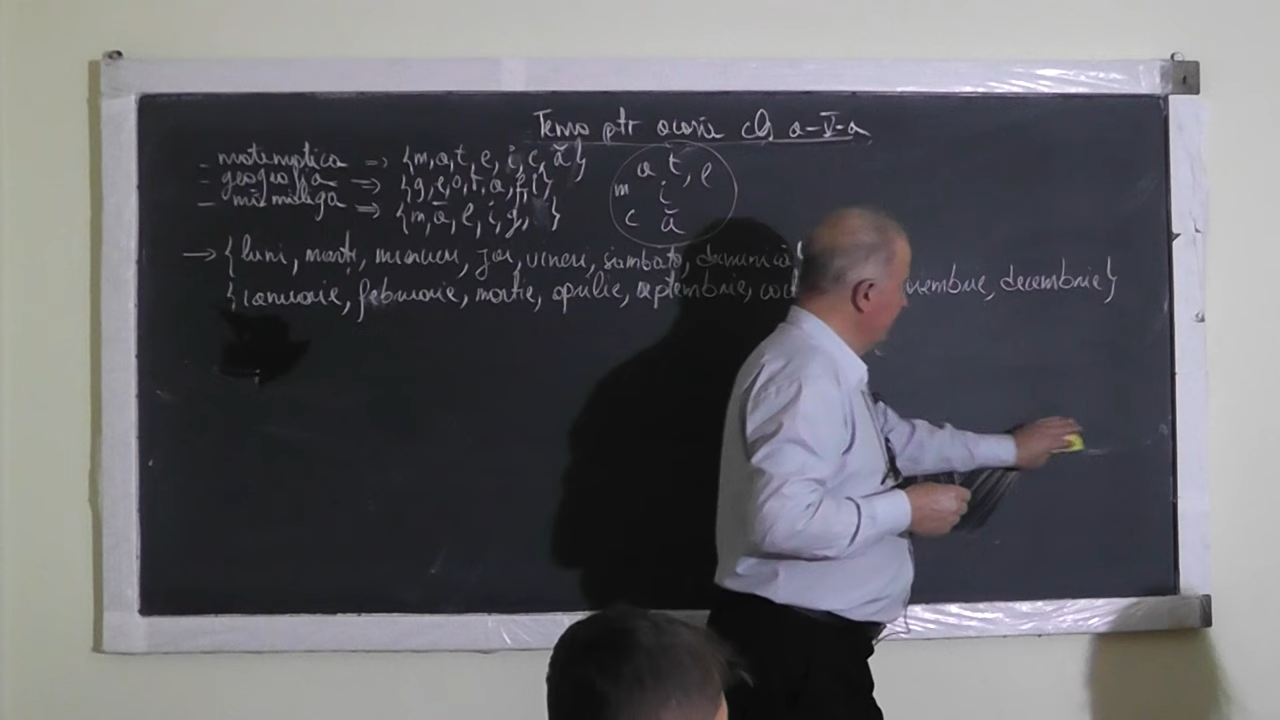 Tema ptr acasă cls a-V-a
- matematica => {m, a, t, e, i, c, ă}
- geografia => {g, e, o, r, a, f, i}
- mămăliga => {m, ă, l, i, g, }
a t, e
m i
c ă
→ {luni, marți, miercuri, joi, vineri, sâmbătă, duminică
{ianuarie, februarie, martie, aprilie, septembrie, decembrie}